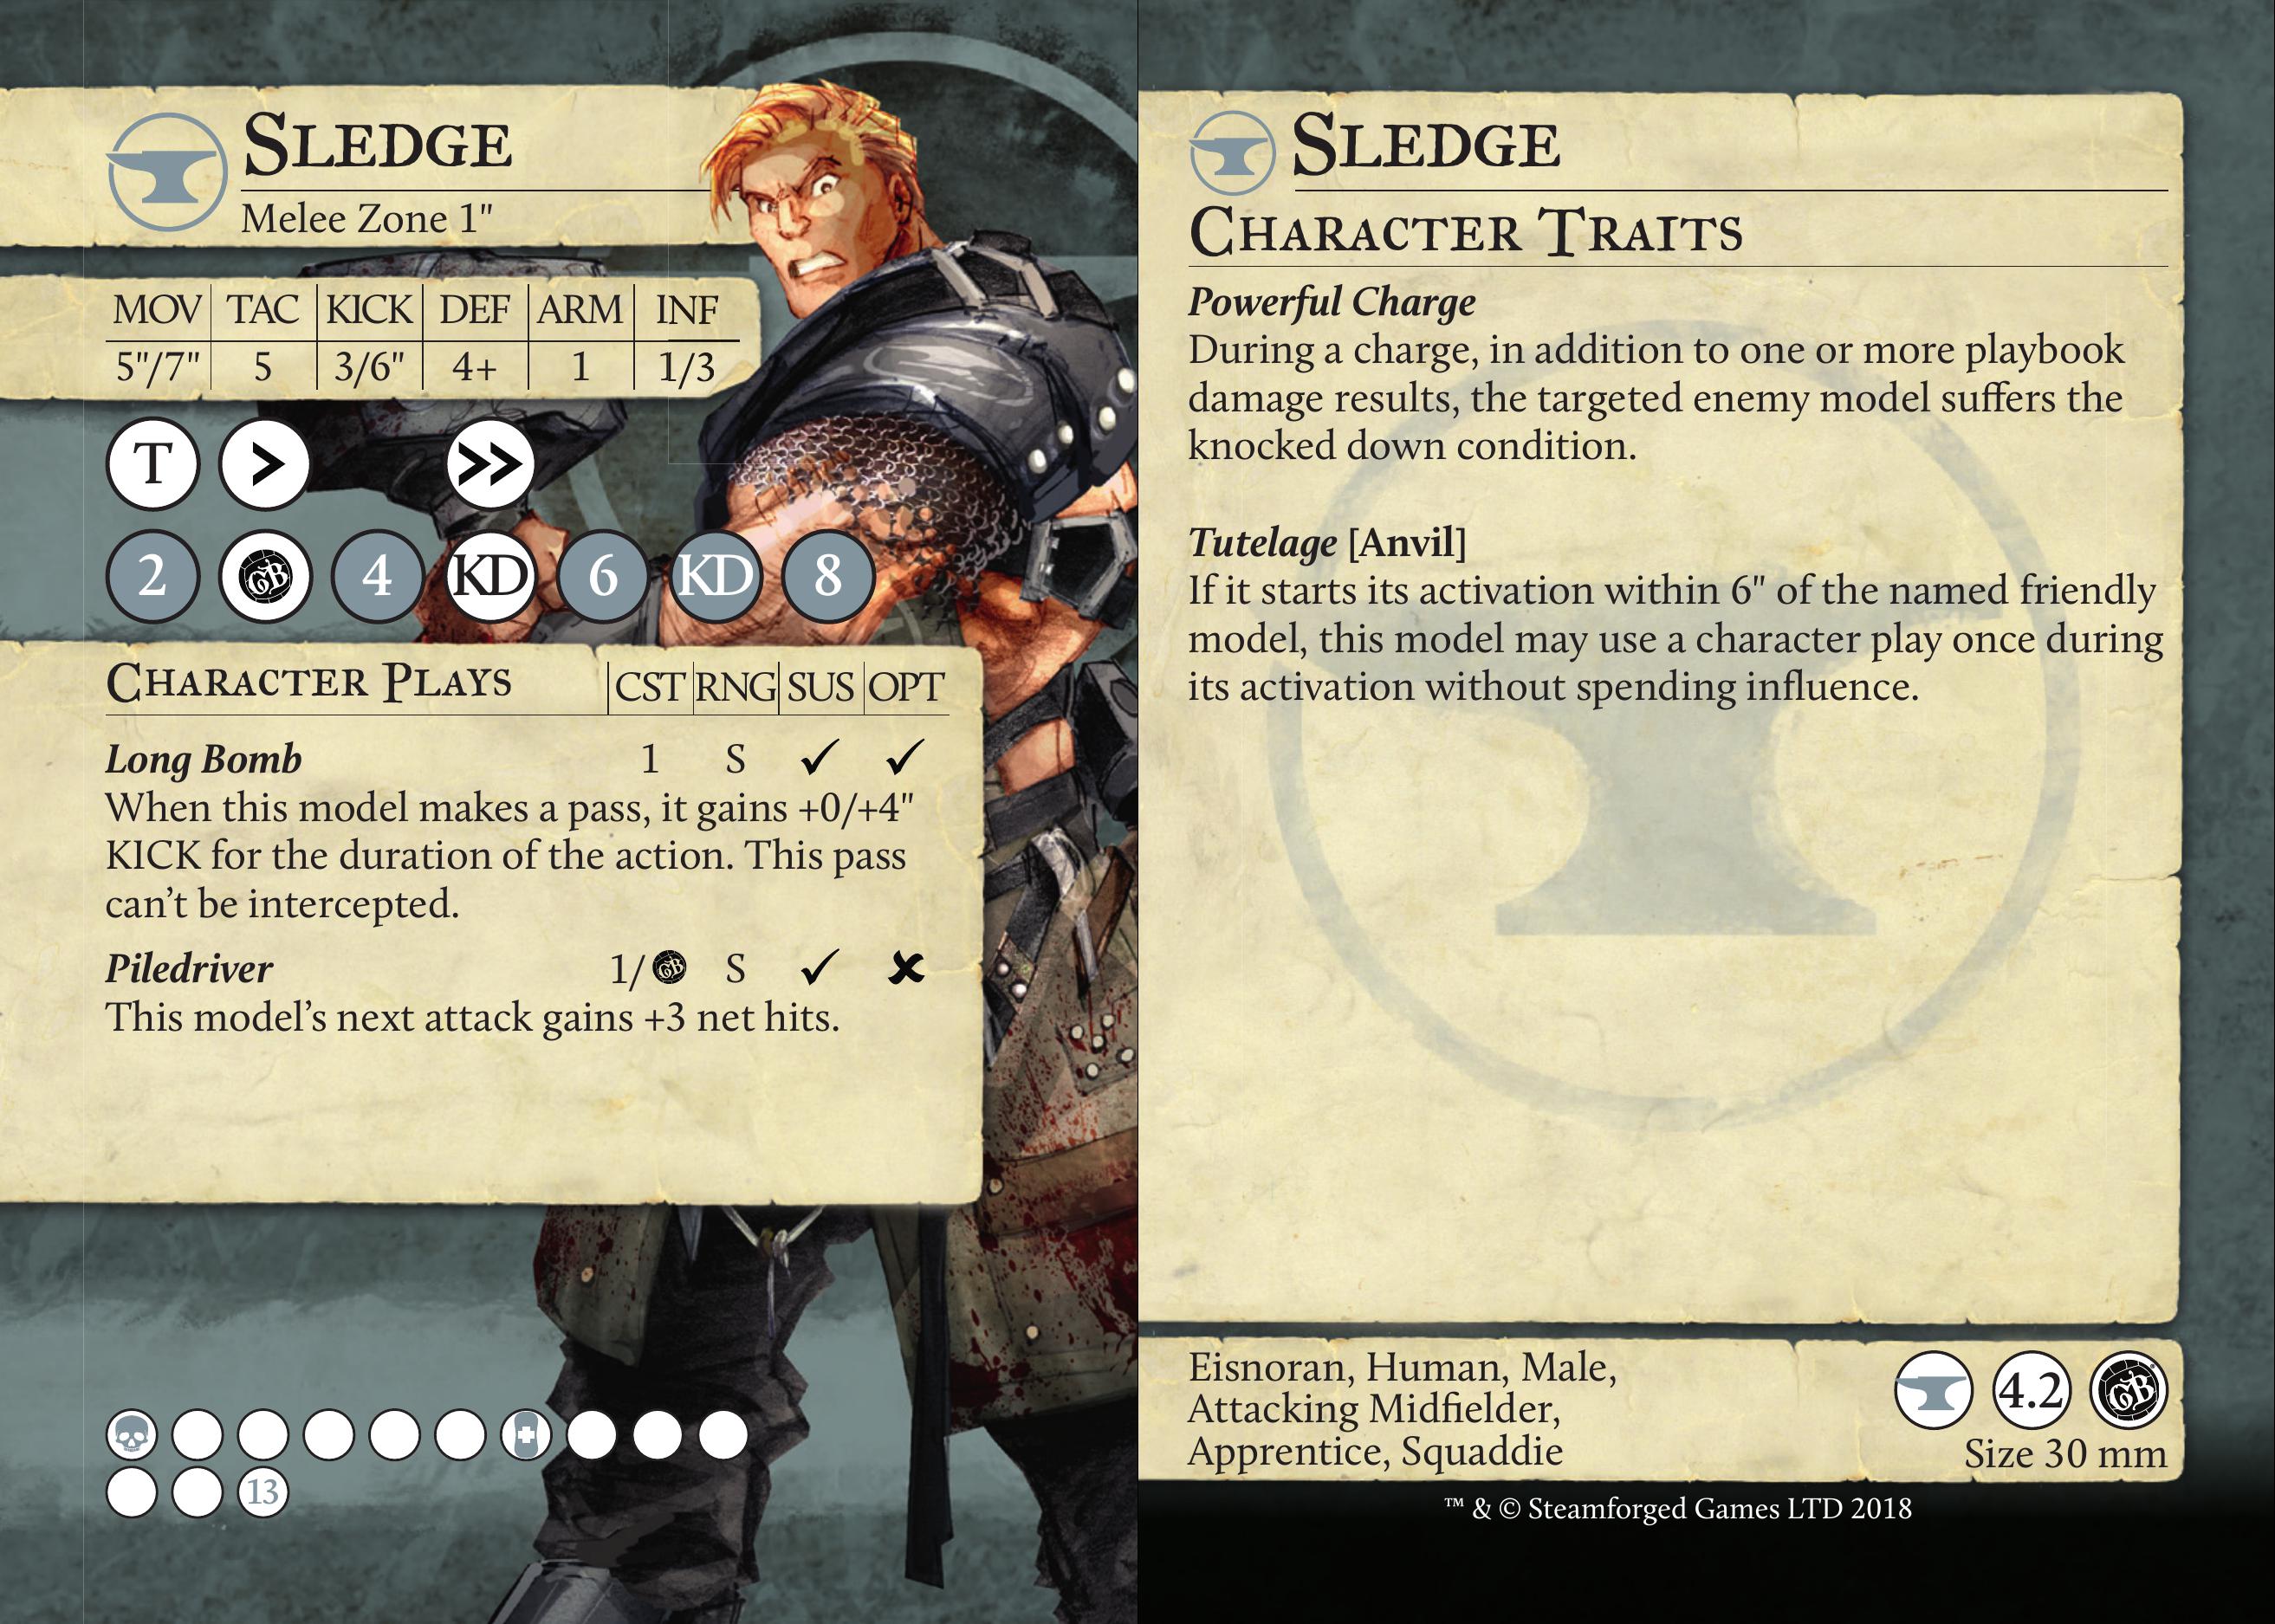 SLEDGE
Melee Zone 1"
MOV TAC KICK DEF ARM INF
5"/7" 5 3/6" 4+ 1 1/3
T > >>
2 GB 4 KD 6 KD 8
CHARACTER PLAYS CST RNG SUS OPT
Long Bomb 1 S ✓ ✓
When this model makes a pass, it gains +0/+4"
KICK for the duration of the action. This pass
can't be intercepted.
Piledriver 1/GB S ✓ ✘
This model's next attack gains +3 net hits.
13
SLEDGE
CHARACTER TRAITS
Powerful Charge
During a charge, in addition to one or more playbook
damage results, the targeted enemy model suffers the
knocked down condition.
Tutelage [Anvil]
If it starts its activation within 6" of the named friendly
model, this model may use a character play once during
its activation without spending influence.
Eisnoran, Human, Male,
Attacking Midfielder,
Apprentice, Squaddie
4.2 GB
Size 30 mm
™ & © Steamforged Games LTD 2018